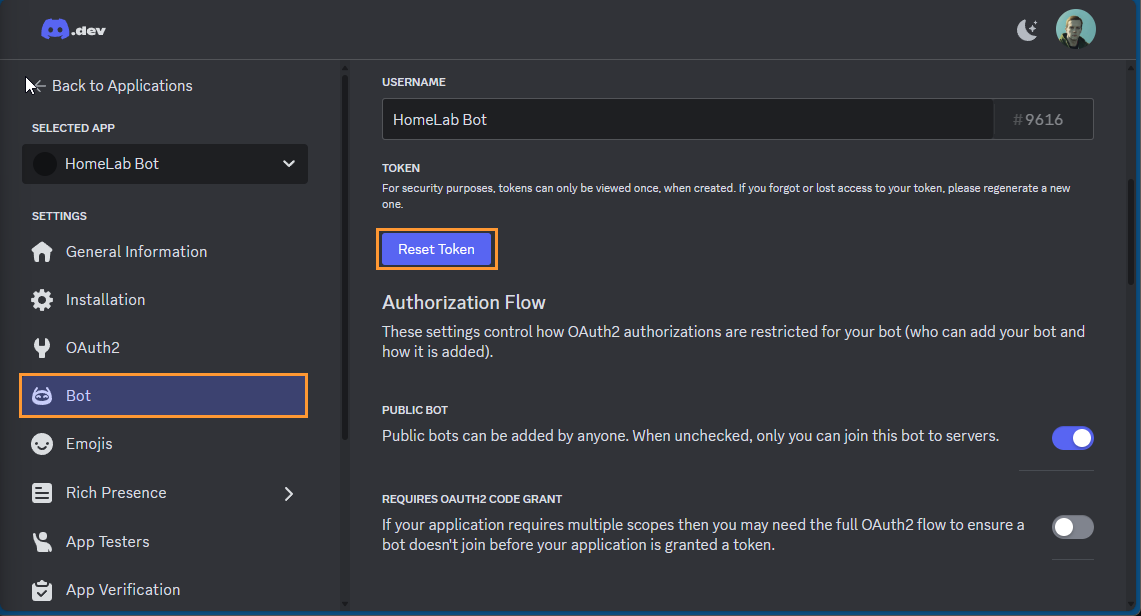 .dev
Back to Applications
SELECTED APP
HomeLab Bot
SETTINGS
General Information
Installation
OAuth2
Bot
Emojis
Rich Presence
App Testers
App Verification
USERNAME
HomeLab Bot
#9616
TOKEN
For security purposes, tokens can only be viewed once, when created. If you forgot or lost access to your token, please regenerate a new
one.
Reset Token
Authorization Flow
These settings control how OAuth2 authorizations are restricted for your bot (who can add your bot and
how it is added).
PUBLIC BOT
Public bots can be added by anyone. When unchecked, only you can join this bot to servers.
REQUIRES OAUTH2 CODE GRANT
If your application requires multiple scopes then you may need the full OAuth2 flow to ensure a
bot doesn't join before your application is granted a token.